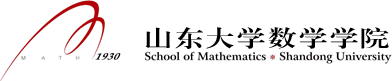 山东大学数学学院
MATH 1930
School of Mathematics * Shandong University